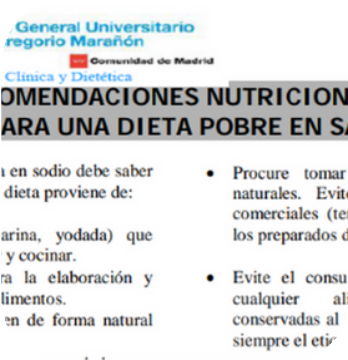 General Universitario
regorio Marañón
Comunidad de Madrid
Clínica y Dietética
OMENDACIONES NUTRICION
ARA UNA DIETA POBRE EN SA
en sodio debe saber
dieta proviene de:
arina, yodada) que
y cocinar.
ra la elaboración y
limentos.
en de forma natural
• Procure tomar
naturales. Evite
comerciales (te
los preparados d
• Evite el consu
cualquier ali
conservadas al
siempre el eti